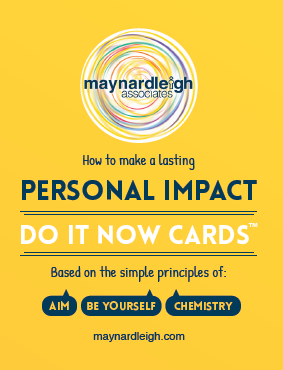 maynardleigh
associates
How to make a lasting
PERSONAL IMPACT
DO IT NOW CARDS™
Based on the simple principles of:
AIM BE YOURSELF CHEMISTRY
maynardleigh.com